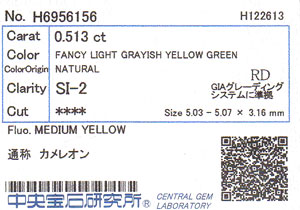 No. H6956156 H122613
Carat 0.513 ct
Color FANCY LIGHT GRAYISH YELLOW GREEN
ColorOrigin NATURAL
RD
Clarity SI-2 GIAグレーディング
システムに準拠
Cut **** Size 5.03 - 5.07 × 3.16 mm
Fluo. MEDIUM YELLOW
通称 カメレオン
中央宝石研究所® CENTRAL GEM
LABORATORY